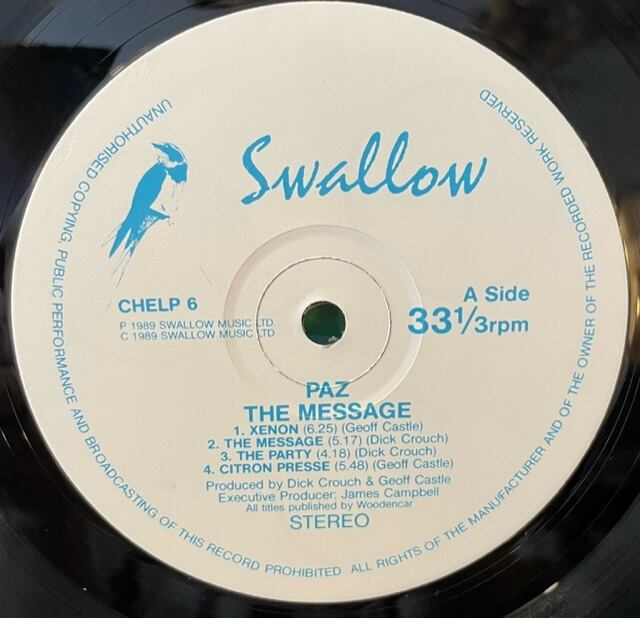 Swallow
CHELP 6
P 1989 SWALLOW MUSIC LTD.
C 1989 SWALLOW MUSIC LTD
A Side
33 1/3rpm
PAZ
THE MESSAGE
1. XENON (6.25) (Geoff Castle)
2. THE MESSAGE (5.17) (Dick Crouch)
3. THE PARTY (4.18) (Dick Crouch)
4. CITRON PRESSE (5.48) (Geoff Castle)
Produced by Dick Crouch & Geoff Castle
Executive Producer: James Campbell
All titles published by Woodencar
STEREO
UNAUTHORISED COPYING, PUBLIC PERFORMANCE AND BROADCASTING OF THIS RECORD PROHIBITED ALL RIGHTS OF THE MANUFACTURER AND OF THE OWNER OF THE RECORDED WORK RESERVED